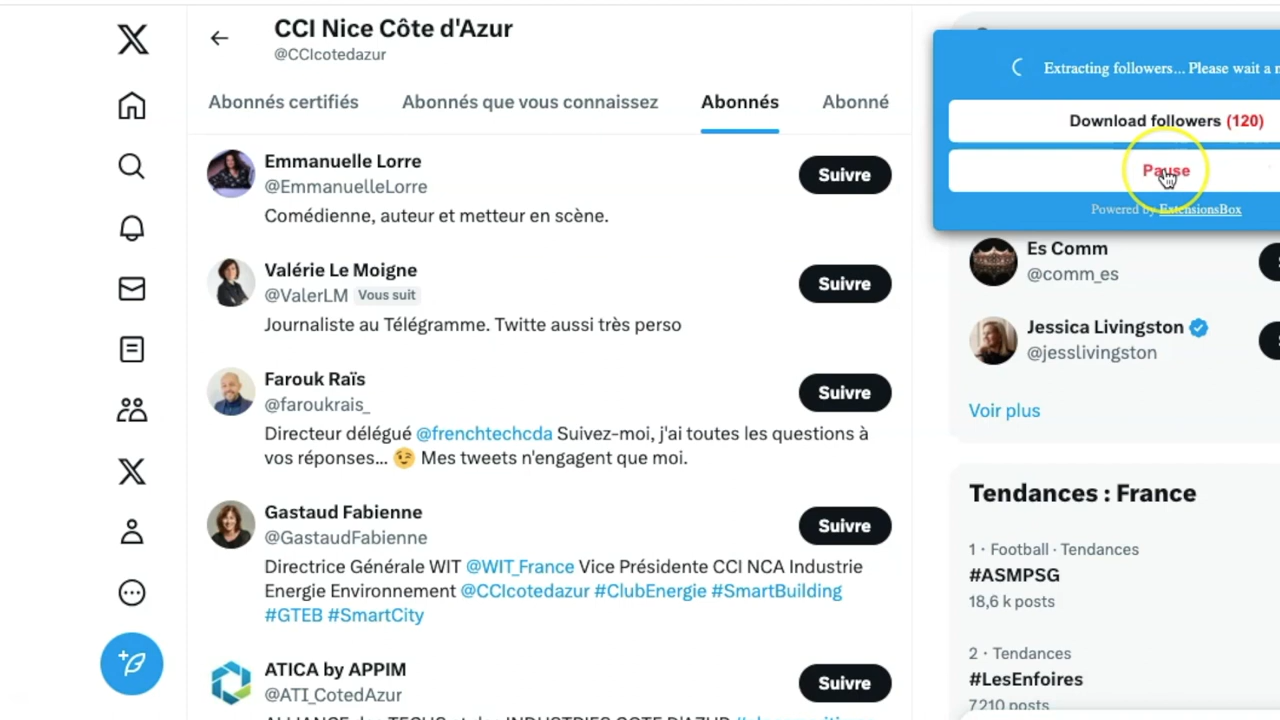 CCI Nice Côte d'Azur
@CCIcotedazur
Abonnés certifiés
Abonnés que vous connaissez
Abonnés
Abonné
Emmanuelle Lorre
@EmmanuelleLorre
Suivre
Comédienne, auteur et metteur en scène.
Valérie Le Moigne
@ValerLM Vous suit
Suivre
Journaliste au Télégramme. Twitte aussi très perso
Farouk Raïs
@faroukrais_
Suivre
Directeur délégué @frenchtechcda Suivez-moi, j'ai toutes les questions à
vos réponses... 😉 Mes tweets n'engagent que moi.
Gastaud Fabienne
@GastaudFabienne
Suivre
Directrice Générale WIT @WIT_France Vice Présidente CCI NCA Industrie
Energie Environnement @CCIcotedazur #ClubEnergie #SmartBuilding
#GTEB #SmartCity
ATICA by APPIM
@ATI_CotedAzur
Suivre
Extracting followers... Please wait a
Download followers (120)
Pause
Powered by ExtensionsBox
Es Comm
@comm_es
Jessica Livingston
@jesslivingston
Voir plus
Tendances : France
1 · Football · Tendances
#ASMPSG
18,6 k posts
2 · Tendances
#LesEnfoires
7 210 posts